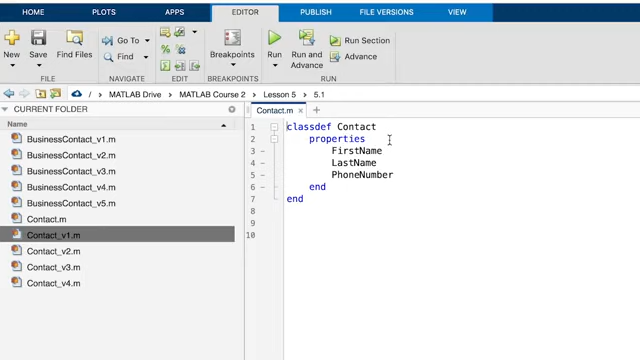 HOME PLOTS APPS EDITOR PUBLISH FILE VERSIONS VIEW
New Save Find Files Go To Find Breakpoints Run Run and Advance Run Section Advance
FILE NAVIGATE EDIT BREAKPOINTS RUN
/ MATLAB Drive MATLAB Course 2 Lesson 5 5.1
CURRENT FOLDER
Name
BusinessContact_v1.m
BusinessContact_v2.m
BusinessContact_v3.m
BusinessContact_v4.m
BusinessContact_v5.m
Contact.m
Contact_v1.m
Contact_v2.m
Contact_v3.m
Contact_v4.m
Contact.m × +
1 classdef Contact
2 properties
3 FirstName
4 LastName
5 PhoneNumber
6 end
7 end
8
9
10